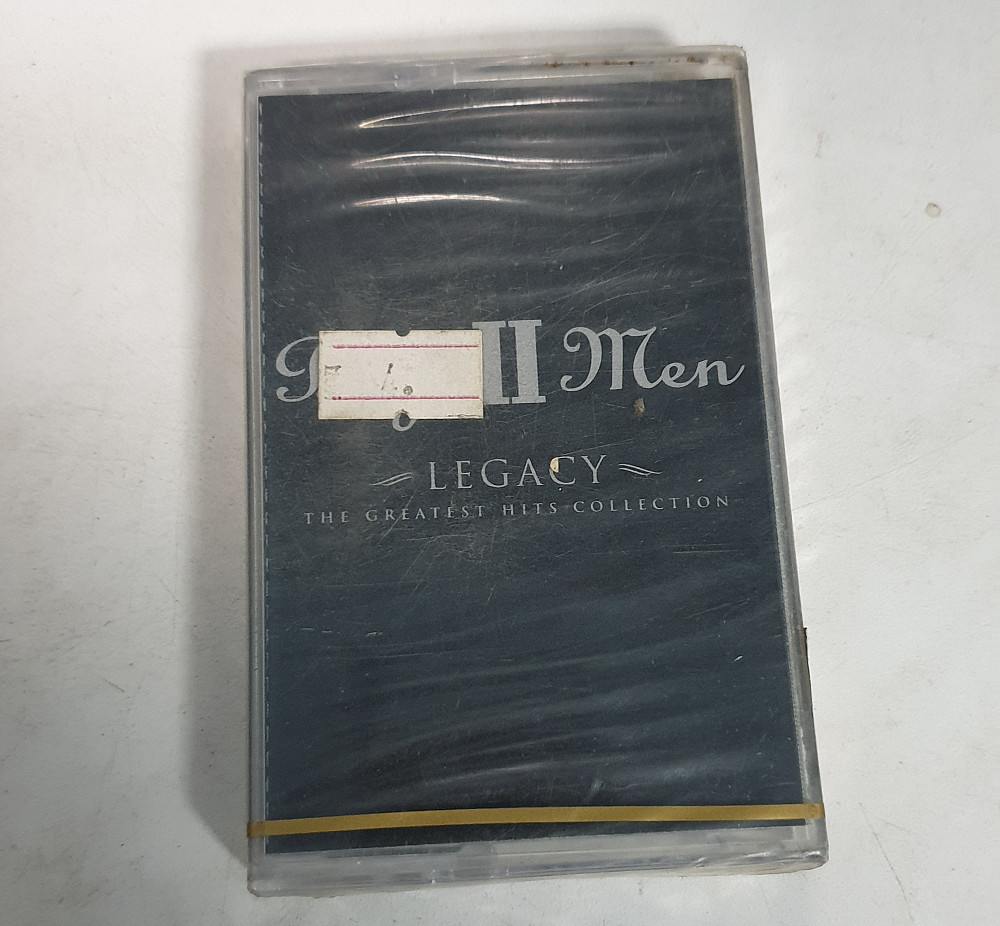 II Men
LEGACY
THE GREATEST HITS COLLECTION